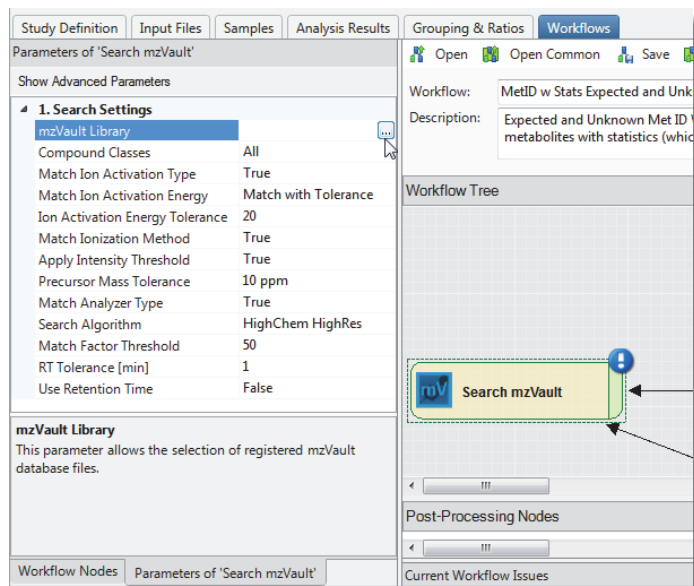 Study Definition Input Files Samples Analysis Results Grouping & Ratios Workflows
Parameters of 'Search mzVault'
Show Advanced Parameters
1. Search Settings
mzVault Library ...
Compound Classes All
Match Ion Activation Type True
Match Ion Activation Energy Match with Tolerance
Ion Activation Energy Tolerance 20
Match Ionization Method True
Apply Intensity Threshold True
Precursor Mass Tolerance 10 ppm
Match Analyzer Type True
Search Algorithm HighChem HighRes
Match Factor Threshold 50
RT Tolerance [min] 1
Use Retention Time False
mzVault Library
This parameter allows the selection of registered mzVault
database files.
Workflow Nodes Parameters of 'Search mzVault'
Open Open Common Save
Workflow: MetID w Stats Expected and Unk
Description: Expected and Unknown Met ID W
metabolites with statistics (whic
Workflow Tree
mV Search mzVault
Post-Processing Nodes
Current Workflow Issues